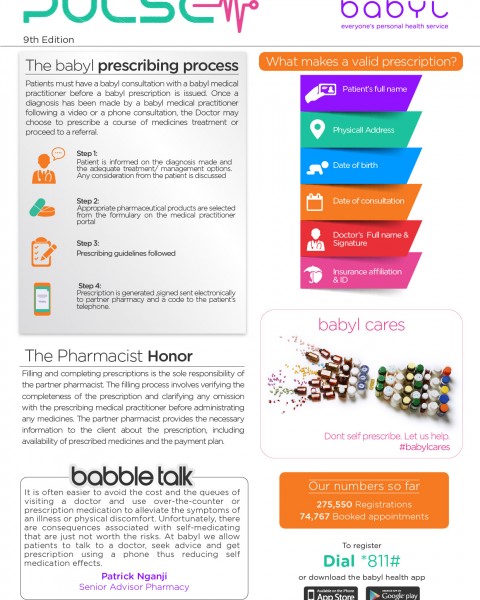 PULSE
babyl
everyone's personal health service
9th Edition
The babyl prescribing process
Patients must have a babyl consultation with a babyl medical
practitioner before a babyl prescription is issued. Once a
diagnosis has been made by a babyl medical practitioner
following a video or a phone consultation, the Doctor may
choose to prescribe a course of medicines treatment or
proceed to a referral.
Step 1:
Patient is informed on the diagnosis made and
the adequate treatment/ management options.
Any consideration from the patient is discussed
Step 2:
Appropriate pharmaceutical products are selected
from the formulary on the medical practitioner
portal
Step 3:
Prescribing guidelines followed
Step 4:
Prescription is generated ,signed sent electronically
to partner pharmacy and a code to the patient's
telephone.
What makes a valid prescription?
Patient's full name
Physicall Address
Date of birth
Date of consultation
Doctor's Full name &
Signature
Insurance affiliation
& ID
babyl cares
Dont self prescribe. Let us help.
#babylcares
The Pharmacist Honor
Filling and completing prescriptions is the sole responsibility of
the partner pharmacist. The filling process involves verifying the
completeness of the prescription and clarifying any omission
with the prescribing medical practitioner before administrating
any medicines. The partner pharmacist provides the necessary
information to the client about the prescription, including
availability of prescribed medicines and the payment plan.
babble talk
It is often easier to avoid the cost and the queues of
visiting a doctor and use over-the-counter or
prescription medication to alleviate the symptoms of
an illness or physical discomfort. Unfortunately, there
are consequences associated with self-medicating
that are just not worth the risks. At babyl we allow
patients to talk to a doctor, seek advice and get
prescription using a phone thus reducing self
medication effects.
Patrick Nganji
Senior Advisor Pharmacy
Our numbers so far
275,550 Registrations
74,767 Booked appointments
To register
Dial *811#
or download the babyl health app
Available on the iPhone
App Store
Google play